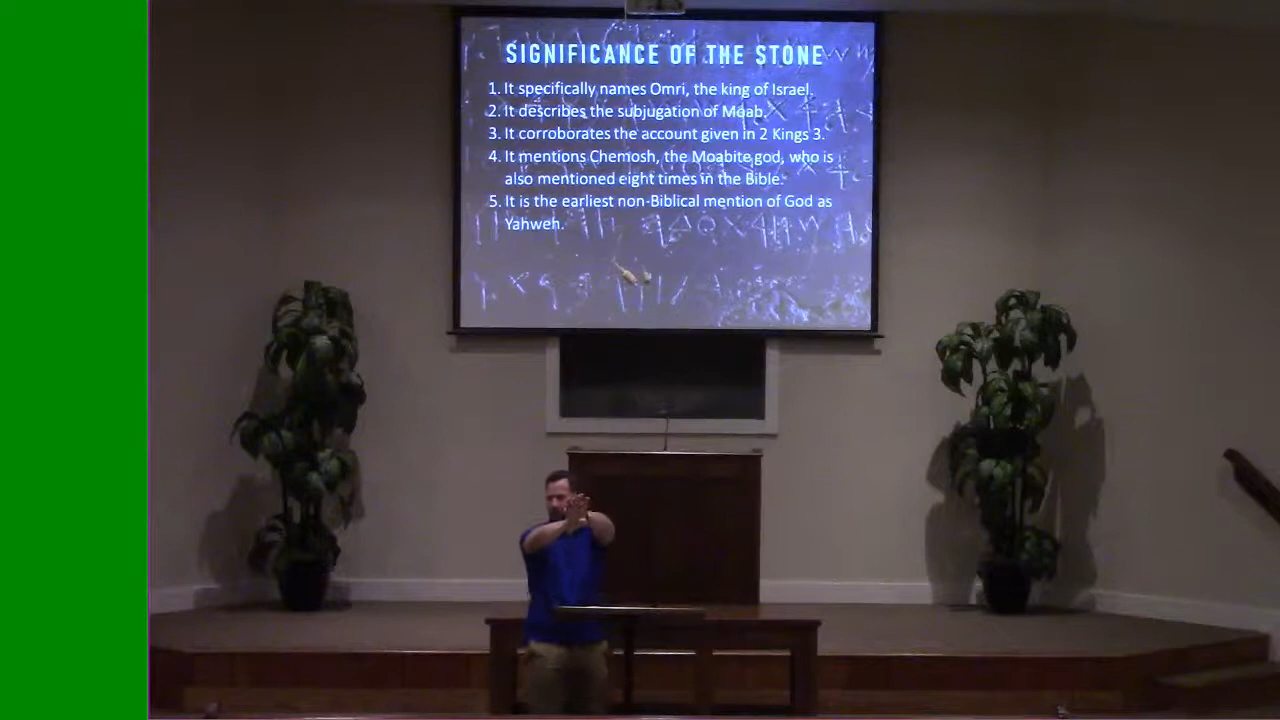 SIGNIFICANCE OF THE STONE
1. It specifically names Omri, the king of Israel.
2. It describes the subjugation of Moab.
3. It corroborates the account given in 2 Kings 3.
4. It mentions Chemosh, the Moabite god, who is
also mentioned eight times in the Bible.
5. It is the earliest non-Biblical mention of God as
Yahweh.